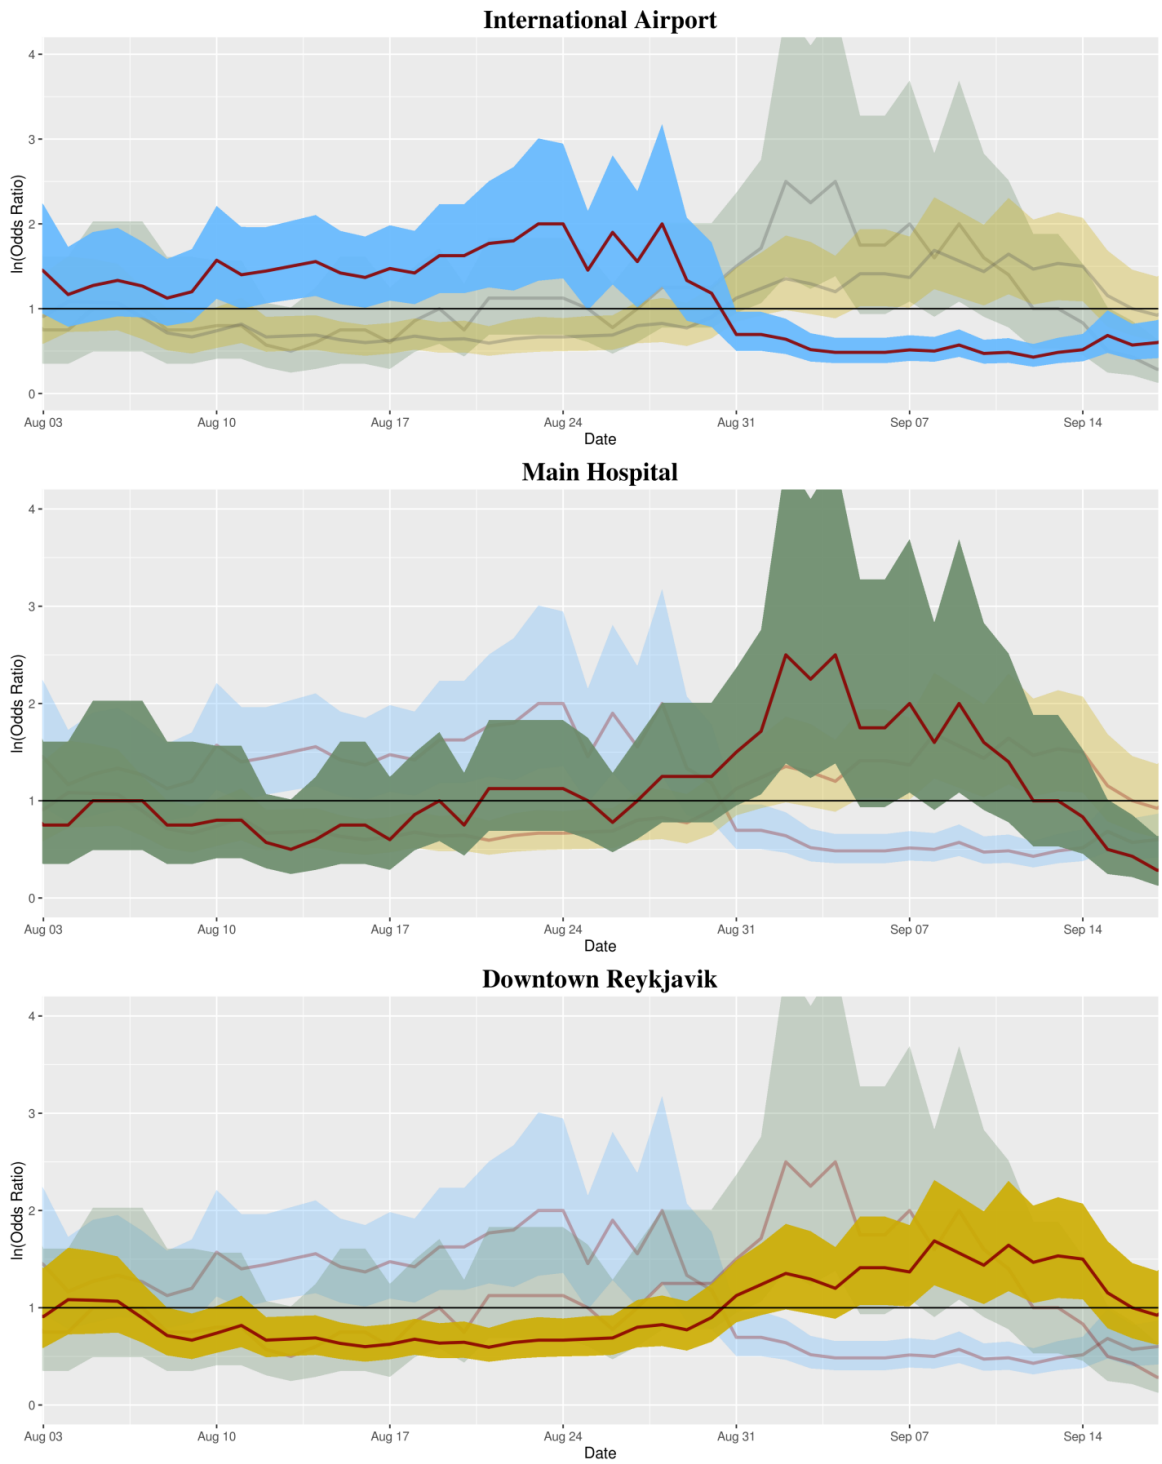 International Airport
4
3
2
1
0
ln(Odds Ratio)
Aug 03 Aug 10 Aug 17 Aug 24 Aug 31 Sep 07 Sep 14
Date
Main Hospital
4
3
2
1
0
ln(Odds Ratio)
Aug 03 Aug 10 Aug 17 Aug 24 Aug 31 Sep 07 Sep 14
Date
Downtown Reykjavik
4
3
2
1
0
ln(Odds Ratio)
Aug 03 Aug 10 Aug 17 Aug 24 Aug 31 Sep 07 Sep 14
Date